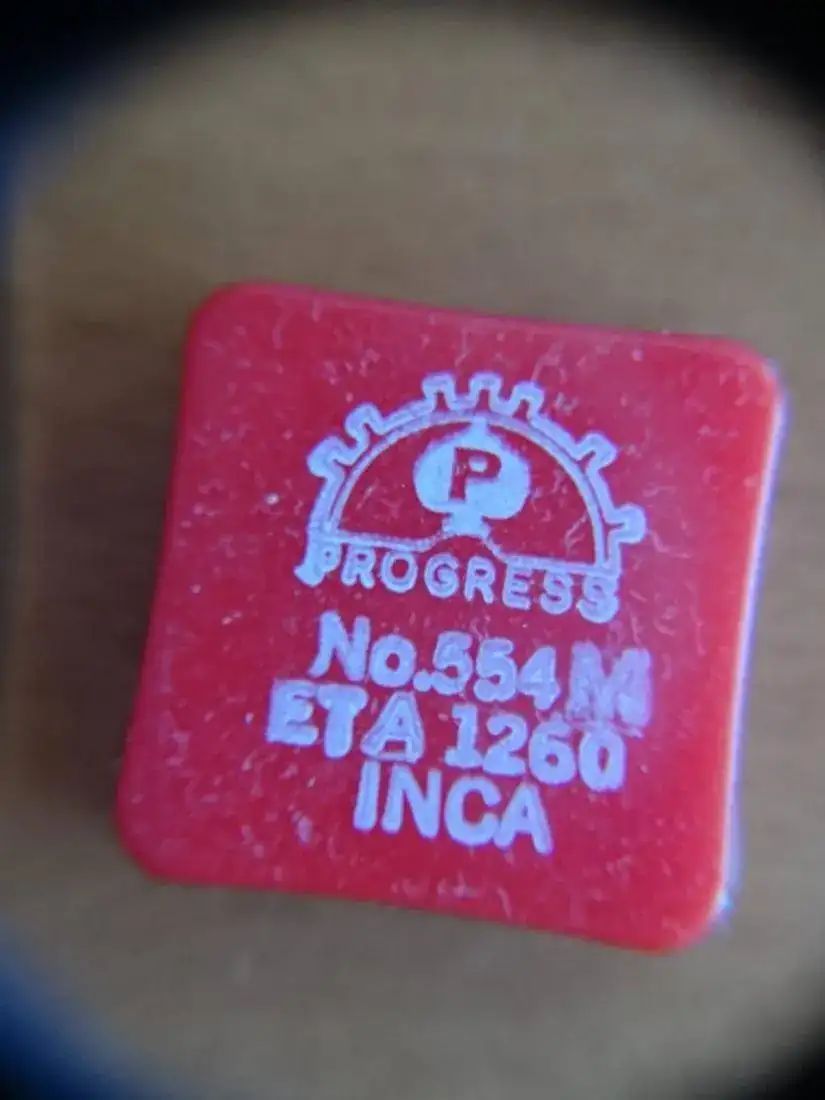 P
PROGRESS
No.554M
ETA 1260
INCA